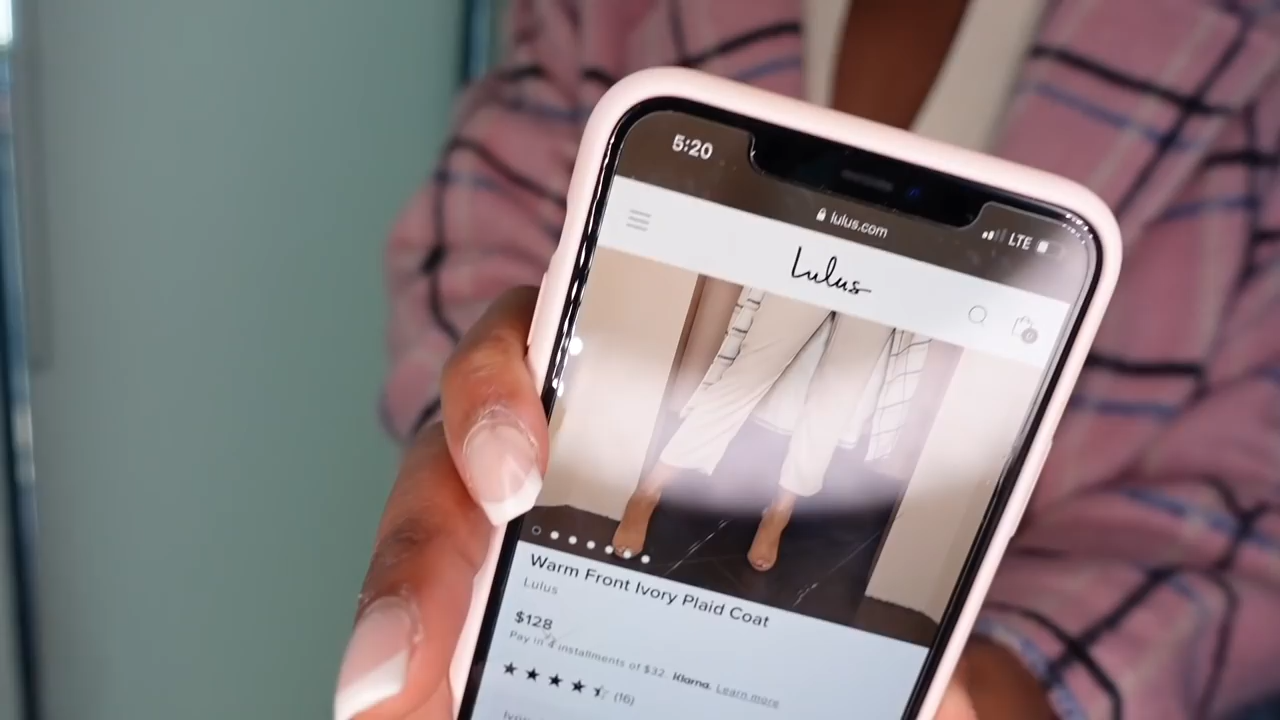 5:20
lulus.com
LTE
Lulus
0
Warm Front Ivory Plaid Coat
Lulus
$128
Pay in 4 installments of $32. Klarna. Learn more
(16)